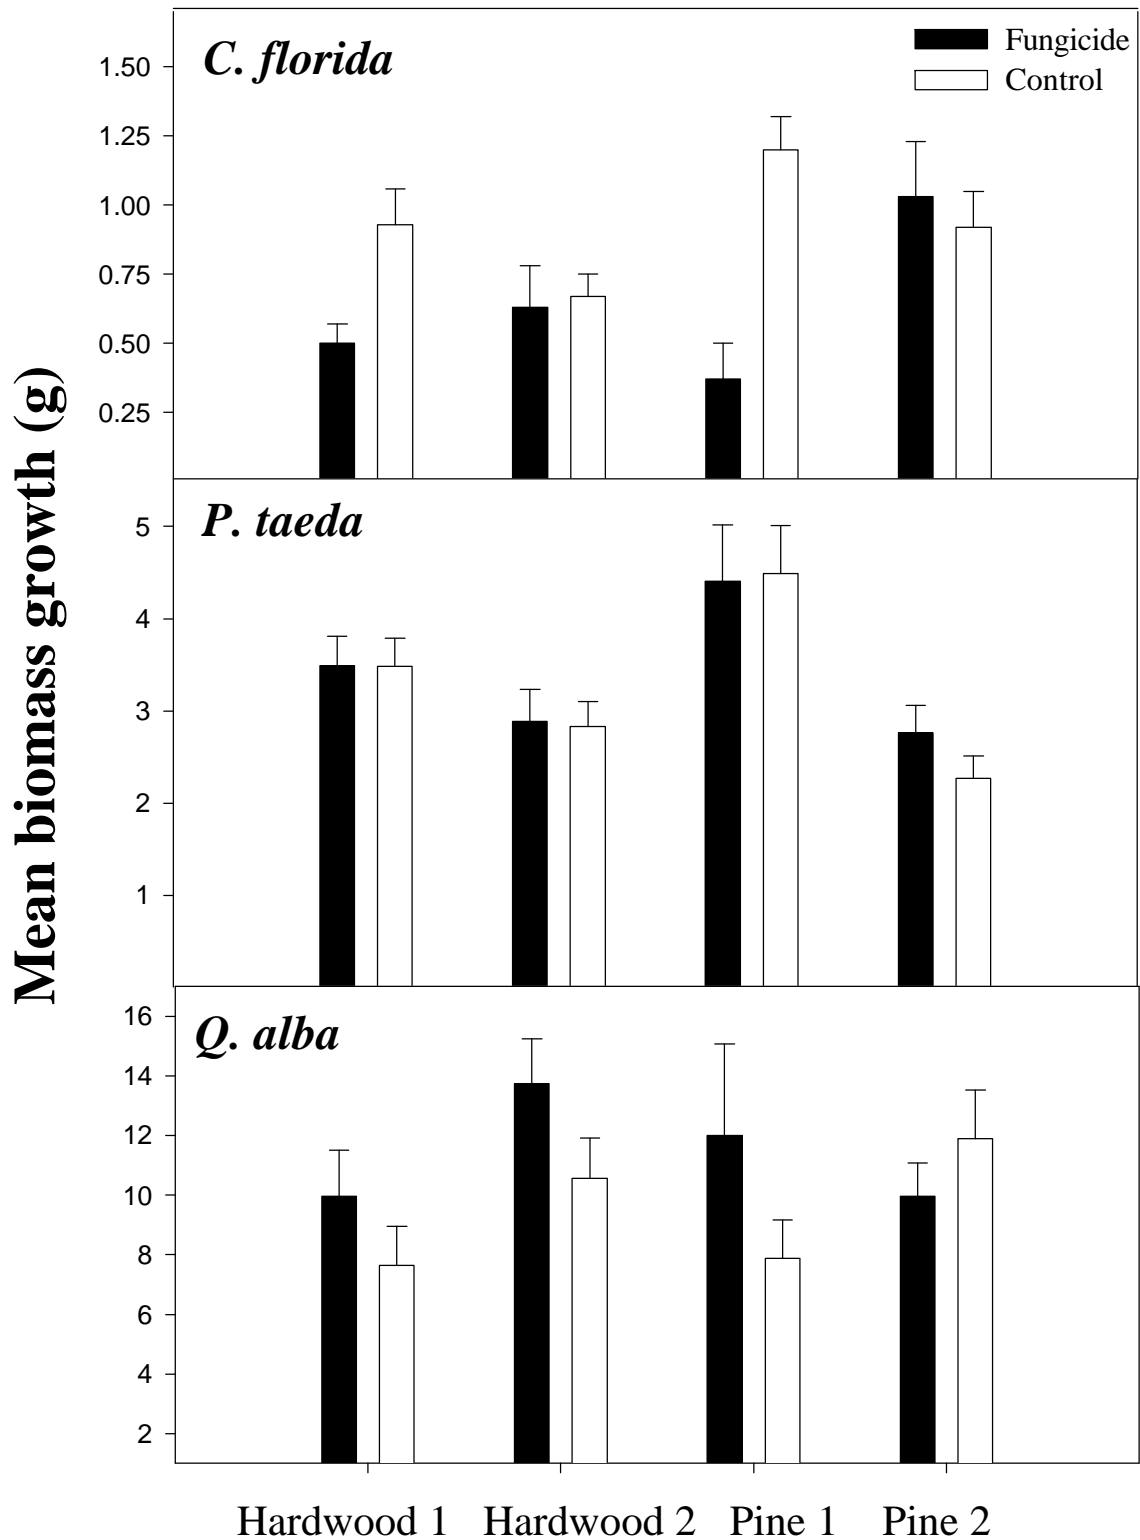 C. florida
Fungicide
Control
1.50
1.25
1.00
0.75
0.50
0.25
Mean biomass growth (g)
P. taeda
5
4
3
2
1
Q. alba
16
14
12
10
8
6
4
2
Hardwood 1 Hardwood 2 Pine 1 Pine 2